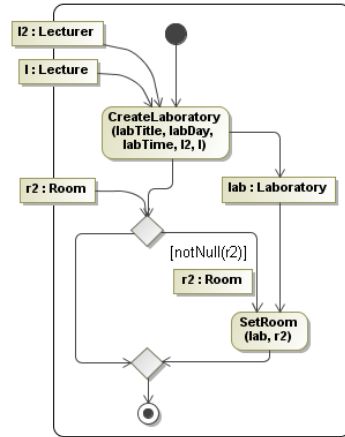 l2 : Lecturer
l : Lecture
CreateLaboratory
(labTitle, labDay,
labTime, l2, l)
r2 : Room
lab : Laboratory
[notNull(r2)]
r2 : Room
SetRoom
(lab, r2)